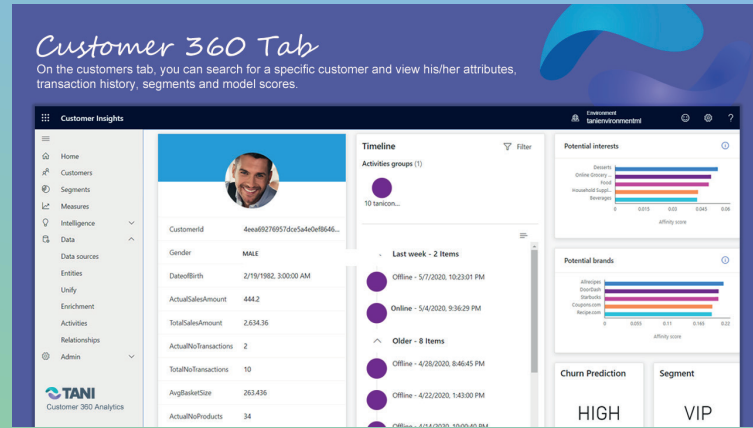 Customer 360 Tab
On the customers tab, you can search for a specific customer and view his/her attributes,
transaction history, segments and model scores.
Customer Insights
Environment
tanienvironmentml
?
Home
Customers
Segments
Measures
Intelligence
Data
Data sources
Entities
Unify
Enrichment
Activities
Relationships
Admin
TANI
Customer 360 Analytics
CustomerId 4eea69276957dce5a4e0ef8646...
Gender MALE
DateofBirth 2/19/1982, 3:00:00 AM
ActualSalesAmount 444.2
TotalSalesAmount 2,634.36
ActualNoTransactions 2
TotalNoTransactions 10
AvgBasketSize 263.436
ActualNoProducts 34
Timeline Filter
Activities groups (1)
10 tanicon...
Last week - 2 Items
Offline - 5/7/2020, 10:23:01 PM
Online - 5/4/2020, 9:36:29 PM
Older - 8 Items
Offline - 4/28/2020, 8:46:45 PM
Offline - 4/22/2020, 1:43:00 PM
Offline - 4/14/2020, 10:00:40 PM
Potential interests
Desserts
Online Grocery ...
Food
Household Suppl...
Beverages
0 0.015 0.03 0.045 0.06
Affinity score
Potential brands
Allrecipes
DoorDash
Starbucks
Coupons.com
Recipe.com
0 0.055 0.11 0.165 0.22
Affinity score
Churn Prediction
HIGH
Segment
VIP